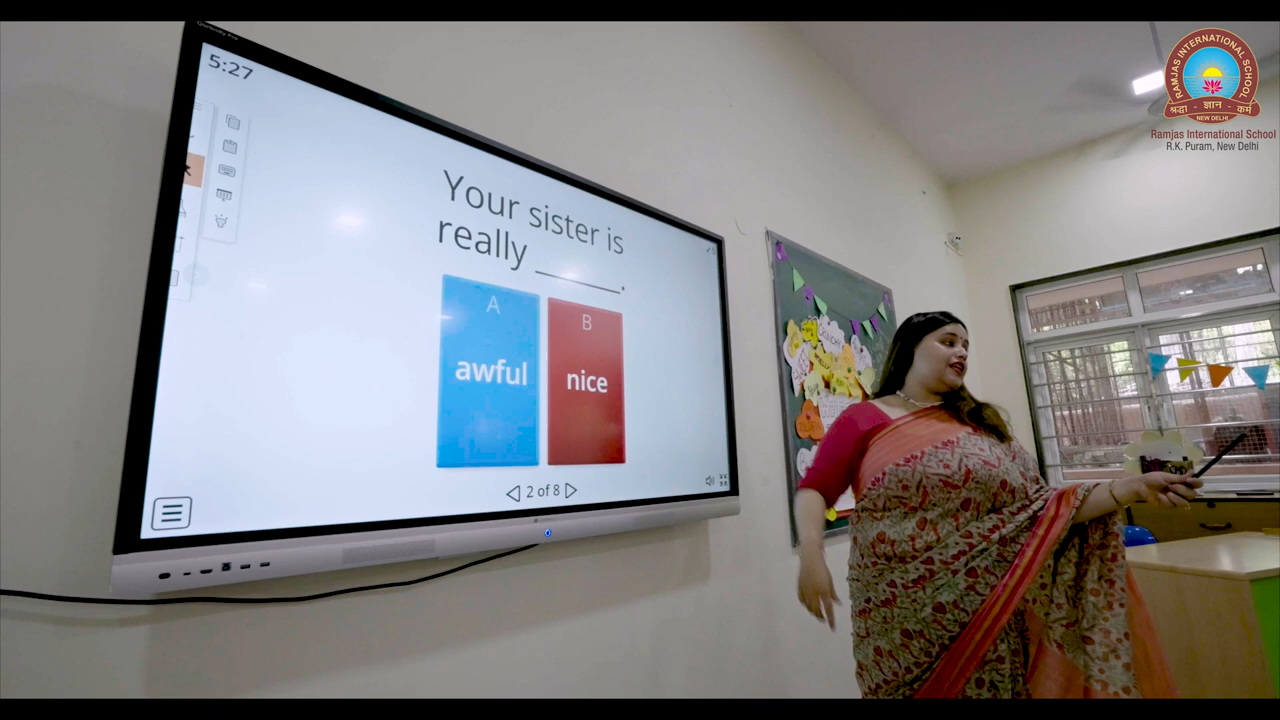 5:27
Your sister is
really ______.
A
awful
B
nice
2 of 8
RAMJAS INTERNATIONAL SCHOOL
श्रद्धा - ज्ञान - कर्म
NEW DELHI
Ramjas International School
R.K. Puram, New Delhi